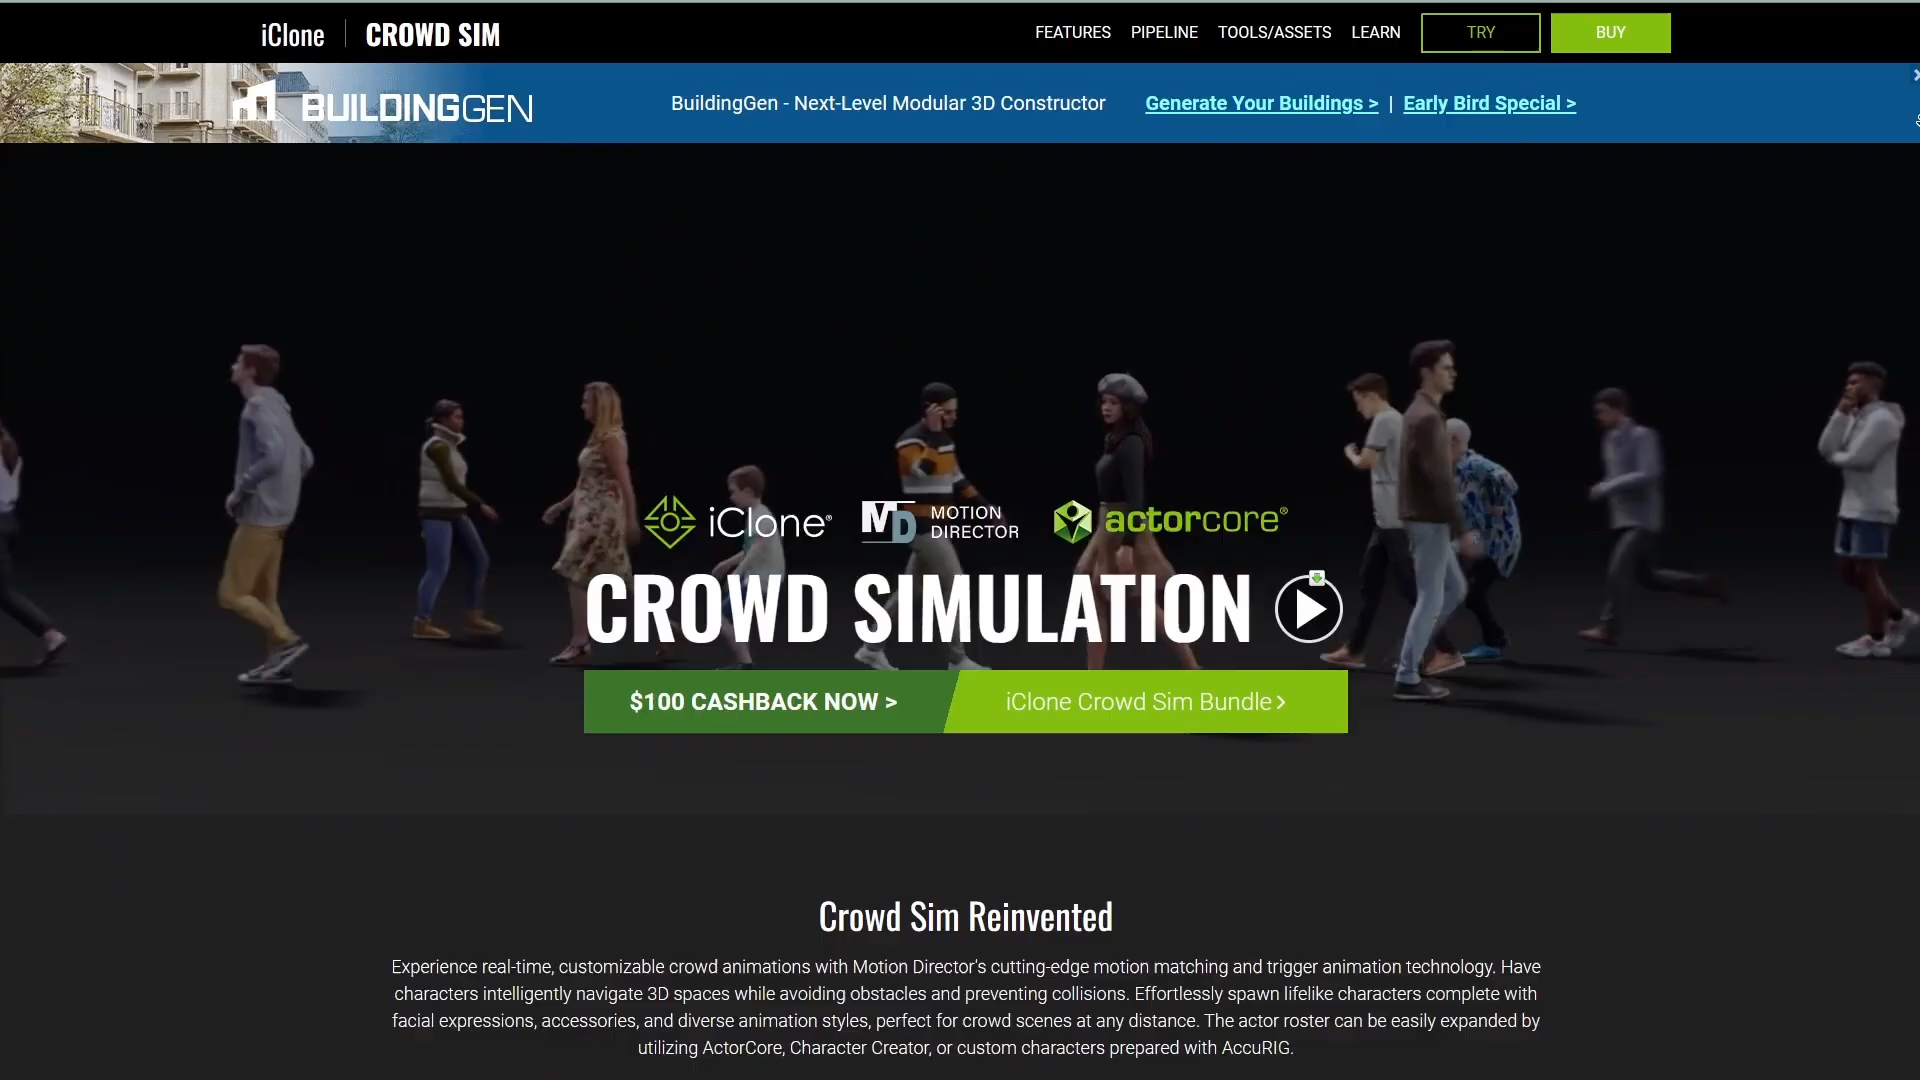 iClone CROWD SIM FEATURES PIPELINE TOOLS/ASSETS LEARN TRY BUY
BUILDINGGEN BuildingGen - Next-Level Modular 3D Constructor Generate Your Buildings > | Early Bird Special >
iClone® MD MOTION DIRECTOR actorcore®
CROWD SIMULATION
$100 CASHBACK NOW > iClone Crowd Sim Bundle >
Crowd Sim Reinvented
Experience real-time, customizable crowd animations with Motion Director's cutting-edge motion matching and trigger animation technology. Have
characters intelligently navigate 3D spaces while avoiding obstacles and preventing collisions. Effortlessly spawn lifelike characters complete with
facial expressions, accessories, and diverse animation styles, perfect for crowd scenes at any distance. The actor roster can be easily expanded by
utilizing ActorCore, Character Creator, or custom characters prepared with AccuRIG.